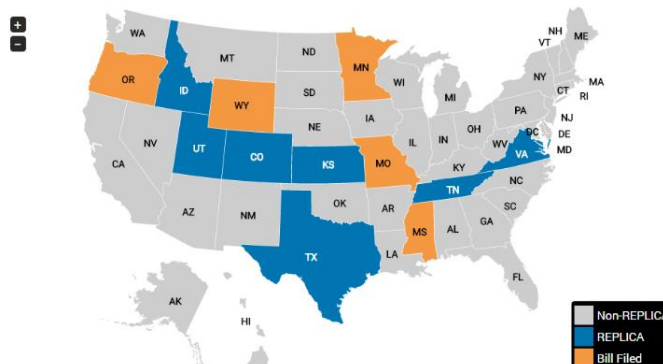 +
−
WA
OR
CA
NV
ID
UT
AZ
MT
WY
CO
NM
ND
SD
NE
KS
OK
TX
MN
IA
MO
AR
LA
WI
IL
MS
MI
IN
KY
TN
AL
OH
WV
VA
NC
SC
GA
FL
PA
NY
VT
NH
ME
MA
CT
RI
NJ
DE
DC
MD
AK
HI
Non-REPLICA
REPLICA
Bill Filed